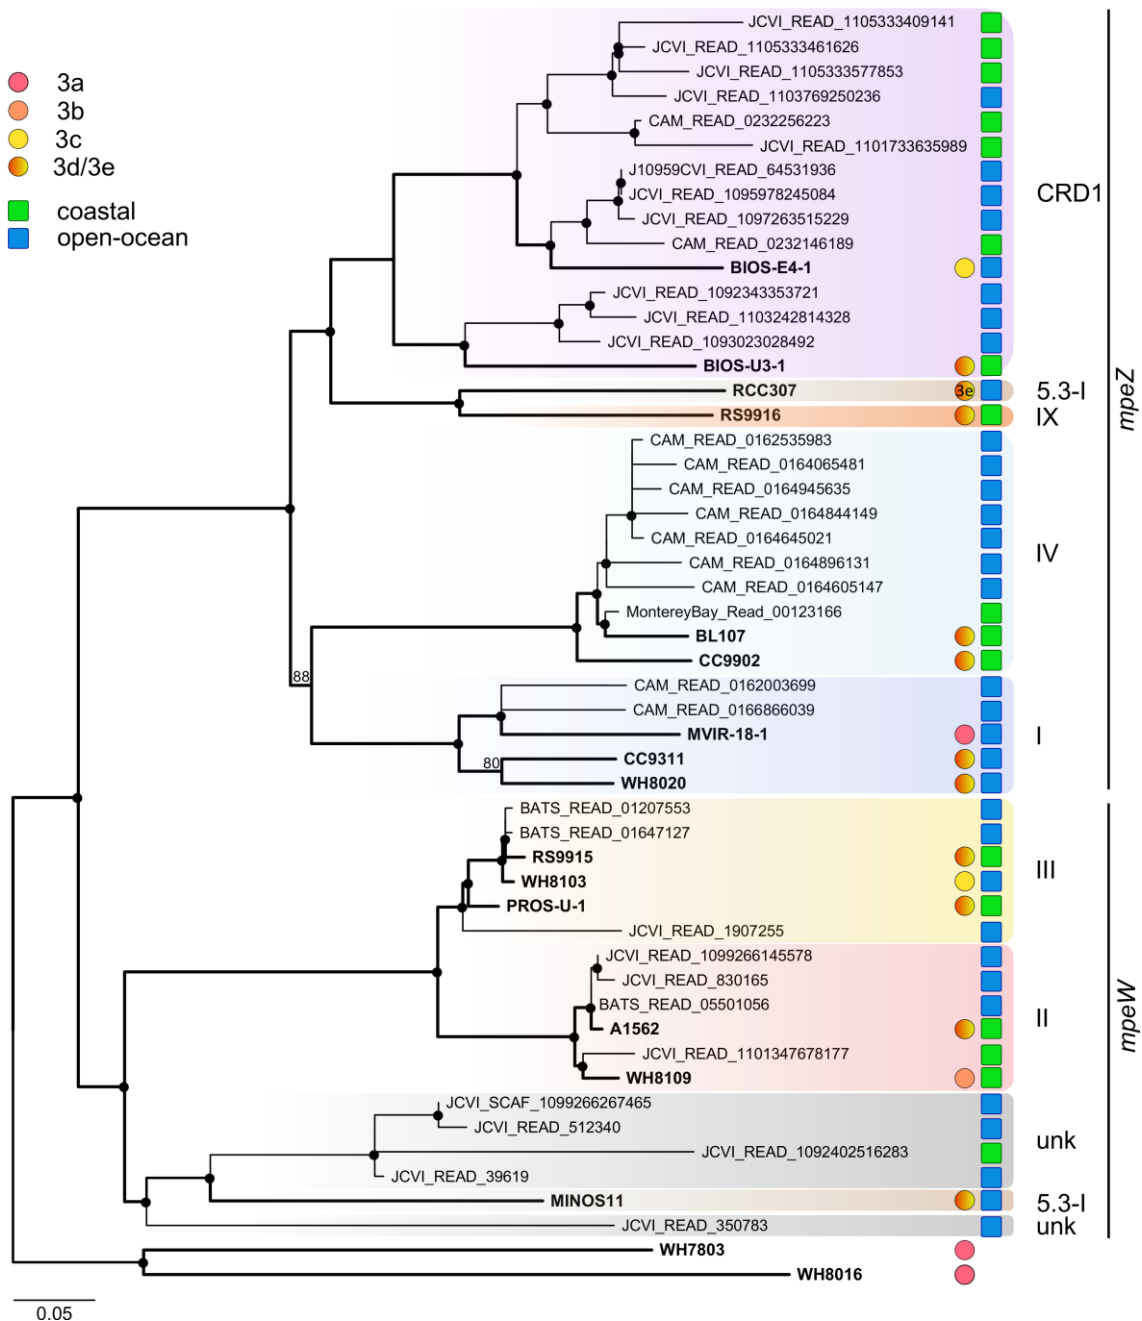 3a
3b
3c
3d/3e
coastal
open-ocean
JCVI_READ_1105333409141
JCVI_READ_1105333461626
JCVI_READ_1105333577853
JCVI_READ_1103769250236
CAM_READ_0232256223
JCVI_READ_1101733635989
J10959CVI_READ_64531936
JCVI_READ_1095978245084
JCVI_READ_1097263515229
CAM_READ_0232146189
BIOS-E4-1
JCVI_READ_1092343353721
JCVI_READ_1103242814328
JCVI_READ_1093023028492
BIOS-U3-1
CRD1
RCC307
3e
5.3-I
RS9916
IX
mpeZ
CAM_READ_0162535983
CAM_READ_0164065481
CAM_READ_0164945635
CAM_READ_0164844149
CAM_READ_0164645021
CAM_READ_0164896131
CAM_READ_0164605147
MontereyBay_Read_00123166
BL107
CC9902
IV
88
CAM_READ_0162003699
CAM_READ_0166866039
MVIR-18-1
CC9311
80
WH8020
I
BATS_READ_01207553
BATS_READ_01647127
RS9915
WH8103
PROS-U-1
JCVI_READ_1907255
III
JCVI_READ_1099266145578
JCVI_READ_830165
BATS_READ_05501056
A1562
JCVI_READ_1101347678177
WH8109
II
mpeW
JCVI_SCAF_1099266267465
JCVI_READ_512340
JCVI_READ_1092402516283
JCVI_READ_39619
unk
MINOS11
5.3-I
JCVI_READ_350783
unk
WH7803
WH8016
0.05